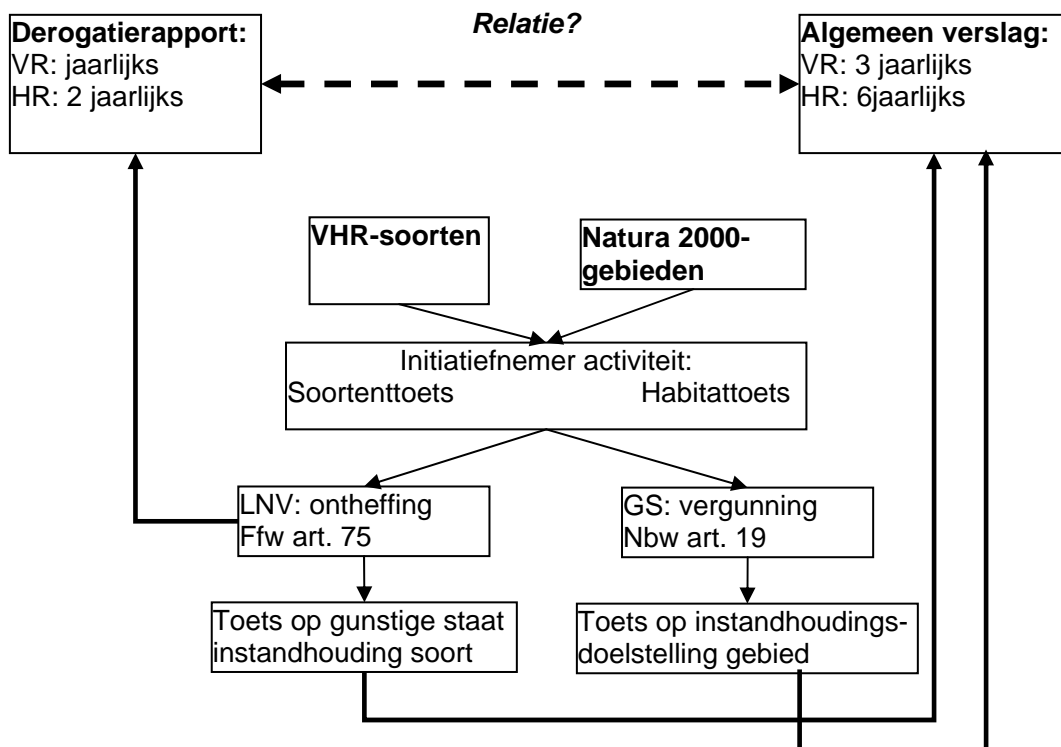 Relatie?
Derogatierapport:
VR: jaarlijks
HR: 2 jaarlijks
Algemeen verslag:
VR: 3 jaarlijks
HR: 6jaarlijks
VHR-soorten
Natura 2000-
gebieden
Initiatiefnemer activiteit:
Soortenttoets Habitattoets
LNV: ontheffing
Ffw art. 75
GS: vergunning
Nbw art. 19
Toets op gunstige staat
instandhouding soort
Toets op instandhoudings-
doelstelling gebied